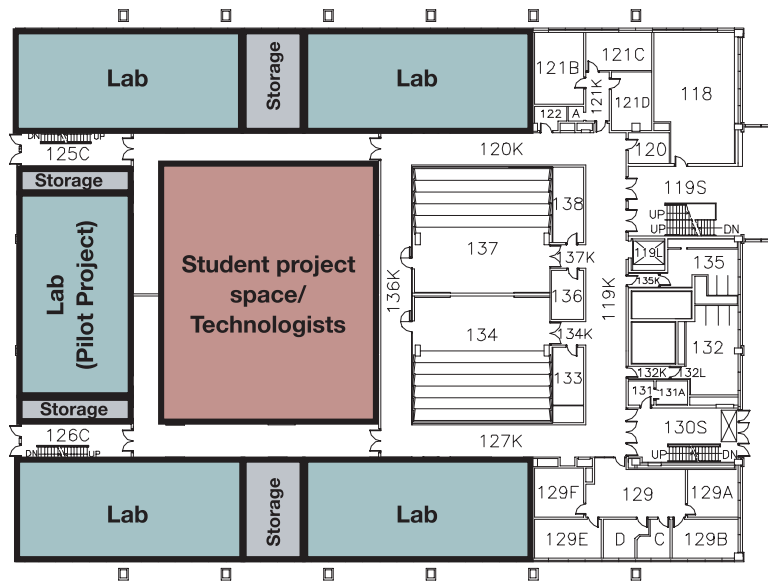 Lab
Storage
Lab
121B
121C
121K
121D
122
A
118
120
DN
UP
125C
120K
119S
UP
UP
DN
Storage
Lab
(Pilot Project)
Storage
Student project
space/
Technologists
136K
137
138
37K
136
134
134K
133
119K
119L
135K
135
132
132K
132L
131
131A
126C
DN
UP
127K
130S
UP
DN
Lab
Storage
Lab
129F
129
129A
129E
D
C
129B